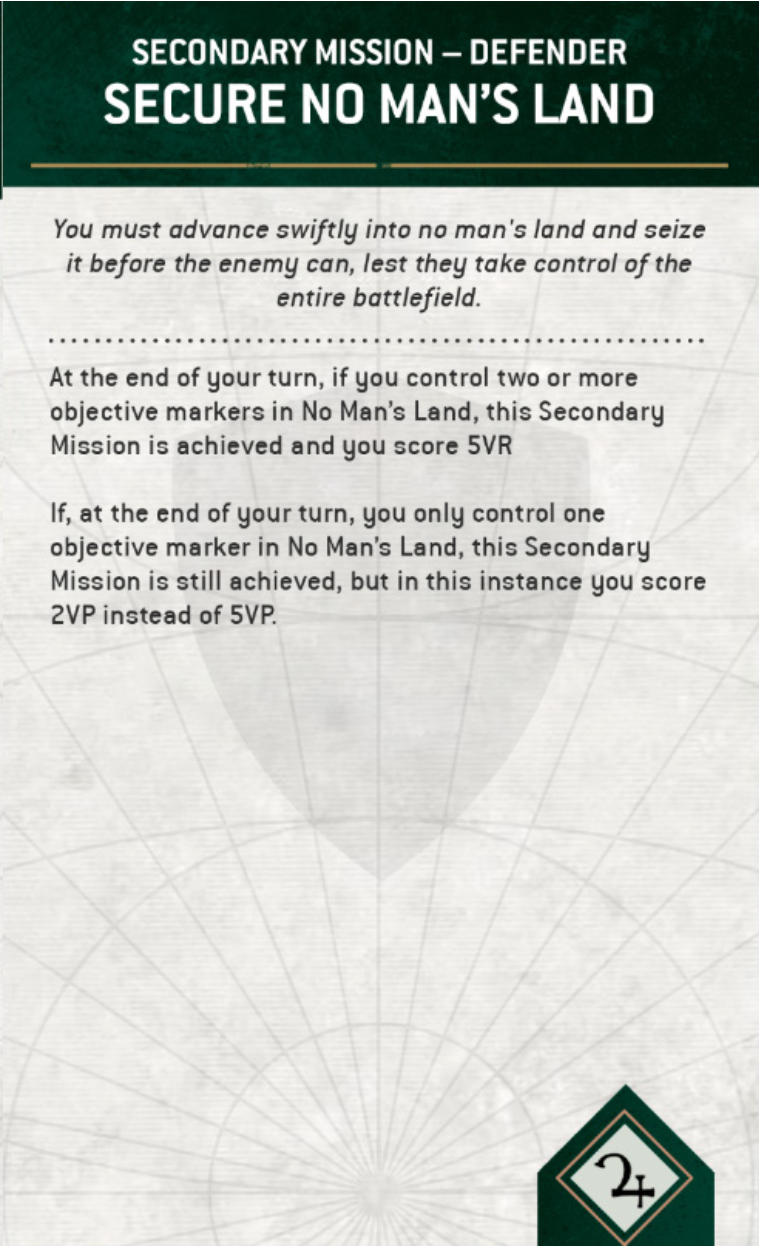 SECONDARY MISSION – DEFENDER
SECURE NO MAN'S LAND
You must advance swiftly into no man's land and seize
it before the enemy can, lest they take control of the
entire battlefield.
At the end of your turn, if you control two or more
objective markers in No Man's Land, this Secondary
Mission is achieved and you score 5VR
If, at the end of your turn, you only control one
objective marker in No Man's Land, this Secondary
Mission is still achieved, but in this instance you score
2VP instead of 5VP.